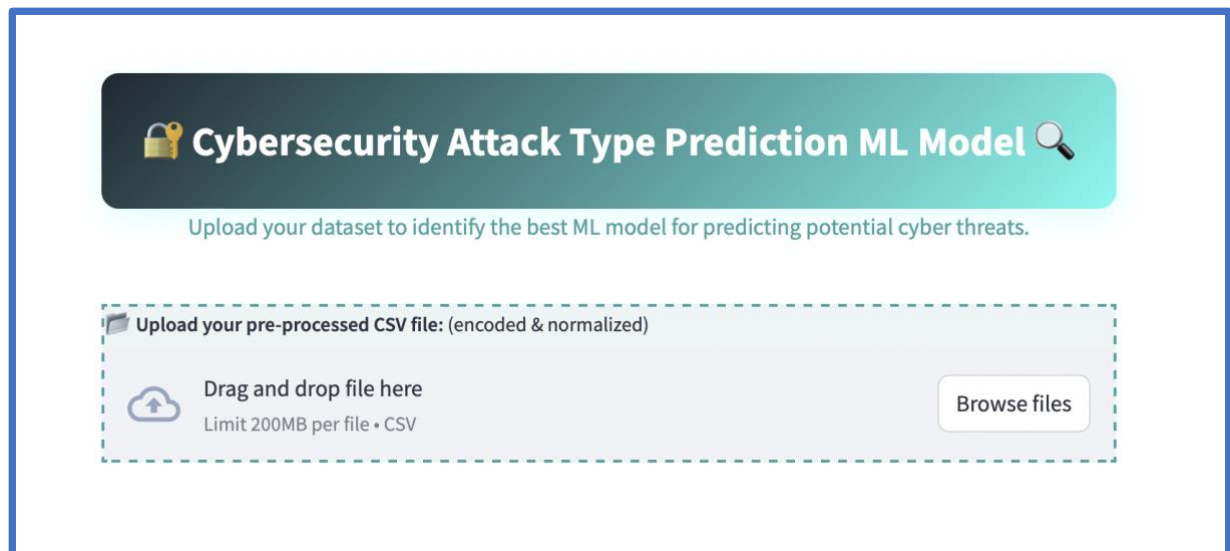 🔐 Cybersecurity Attack Type Prediction ML Model 🔍
Upload your dataset to identify the best ML model for predicting potential cyber threats.
📂 Upload your pre-processed CSV file: (encoded & normalized)
Drag and drop file here
Browse files
Limit 200MB per file • CSV